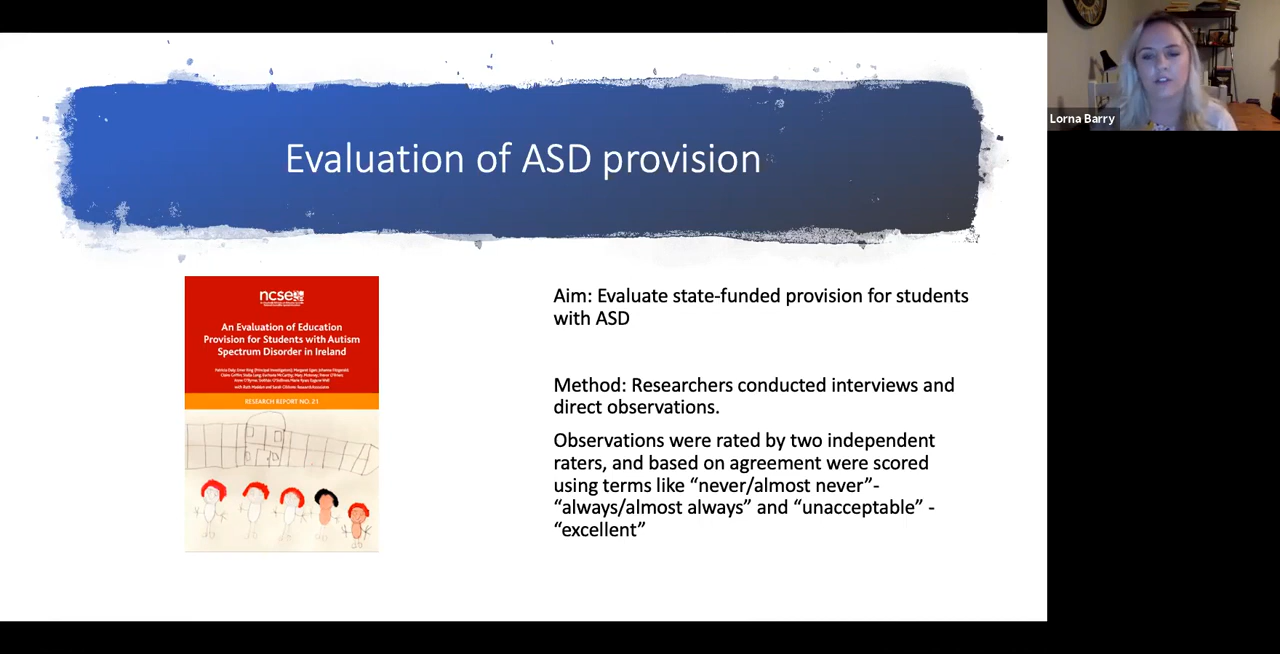 Evaluation of ASD provision
Lorna Barry
ncse
An Evaluation of Education
Provision for Students with Autism
Spectrum Disorder in Ireland
RESEARCH REPORT NO. 21
Aim: Evaluate state-funded provision for students
with ASD
Method: Researchers conducted interviews and
direct observations.
Observations were rated by two independent
raters, and based on agreement were scored
using terms like “never/almost never”-
“always/almost always” and “unacceptable” -
“excellent”